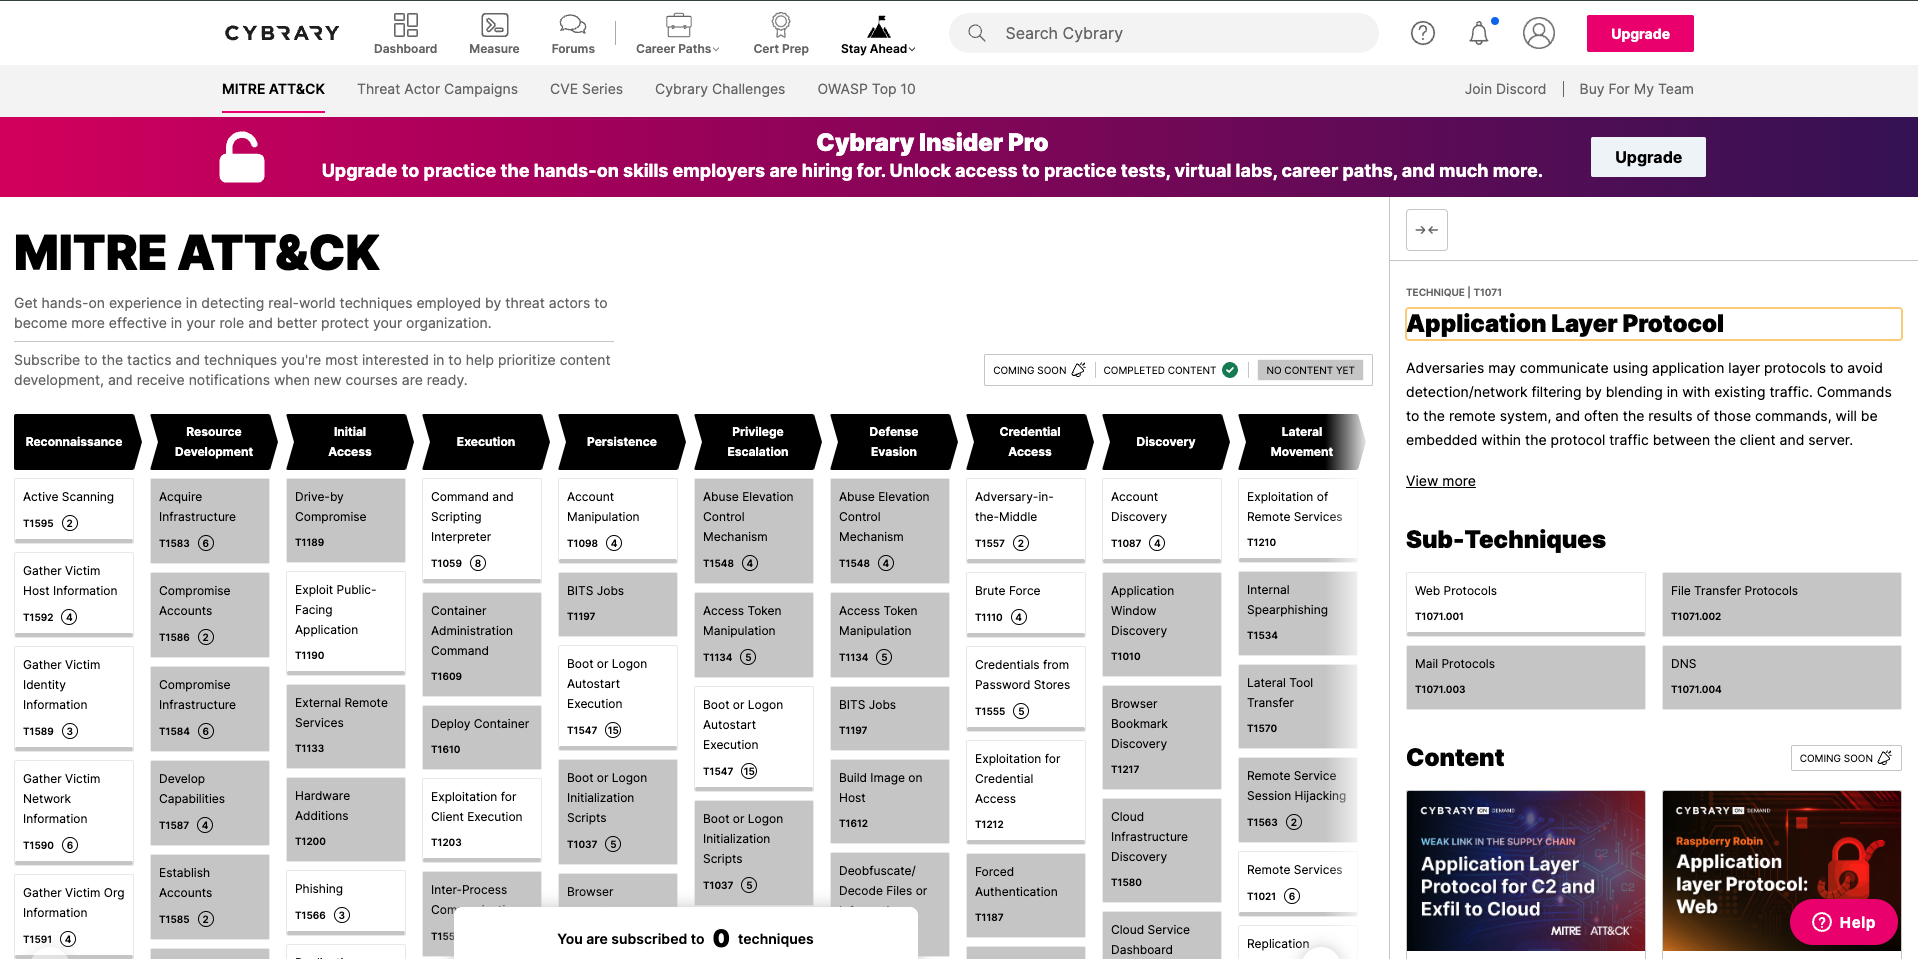 CYBRARY
Dashboard
Measure
Forums
Career Paths
Cert Prep
Stay Ahead
Search Cybrary
Upgrade
MITRE ATT&CK
Threat Actor Campaigns
CVE Series
Cybrary Challenges
OWASP Top 10
Join Discord
Buy For My Team
Cybrary Insider Pro
Upgrade to practice the hands-on skills employers are hiring for. Unlock access to practice tests, virtual labs, career paths, and much more.
Upgrade
MITRE ATT&CK
Get hands-on experience in detecting real-world techniques employed by threat actors to
become more effective in your role and better protect your organization.
Subscribe to the tactics and techniques you're most interested in to help prioritize content
development, and receive notifications when new courses are ready.
COMING SOON
COMPLETED CONTENT
NO CONTENT YET
Reconnaissance
Active Scanning
T1595 2
Gather Victim
Host Information
T1592 4
Gather Victim
Identity
Information
T1589 3
Gather Victim
Network
Information
T1590 6
Gather Victim Org
Information
T1591 4
Resource
Development
Acquire
Infrastructure
T1583 6
Compromise
Accounts
T1586 2
Compromise
Infrastructure
T1584 6
Develop
Capabilities
T1587 4
Establish
Accounts
T1585 2
Initial
Access
Drive-by
Compromise
T1189
Exploit Public-
Facing
Application
T1190
External Remote
Services
T1133
Hardware
Additions
T1200
Phishing
T1566 3
Execution
Command and
Scripting
Interpreter
T1059 8
Container
Administration
Command
T1609
Deploy Container
T1610
Exploitation for
Client Execution
T1203
Inter-Process
Persistence
Account
Manipulation
T1098 4
BITS Jobs
T1197
Boot or Logon
Autostart
Execution
T1547 15
Boot or Logon
Initialization
Scripts
T1037 5
Browser
Privilege
Escalation
Abuse Elevation
Control
Mechanism
T1548 4
Access Token
Manipulation
T1134 5
Boot or Logon
Autostart
Execution
T1547 15
Boot or Logon
Initialization
Scripts
T1037 5
Defense
Evasion
Abuse Elevation
Control
Mechanism
T1548 4
Access Token
Manipulation
T1134 5
BITS Jobs
T1197
Build Image on
Host
T1612
Deobfuscate/
Decode Files or
Credential
Access
Adversary-in-
the-Middle
T1557 2
Brute Force
T1110 4
Credentials from
Password Stores
T1555 5
Exploitation for
Credential
Access
T1212
Forced
Authentication
T1187
Discovery
Account
Discovery
T1087 4
Application
Window
Discovery
T1010
Browser
Bookmark
Discovery
T1217
Cloud
Infrastructure
Discovery
T1580
Cloud Service
Dashboard
Lateral
Movement
Exploitation of
Remote Services
T1210
Internal
Spearphishing
T1534
Lateral Tool
Transfer
T1570
Remote Service
Session Hijacking
T1563 2
Remote Services
T1021 6
Replication
You are subscribed to 0 techniques
TECHNIQUE | T1071
Application Layer Protocol
Adversaries may communicate using application layer protocols to avoid
detection/network filtering by blending in with existing traffic. Commands
to the remote system, and often the results of those commands, will be
embedded within the protocol traffic between the client and server.
View more
Sub-Techniques
Web Protocols
T1071.001
File Transfer Protocols
T1071.002
Mail Protocols
T1071.003
DNS
T1071.004
Content
COMING SOON
CYBRARY ON DEMAND
WEAK LINK IN THE SUPPLY CHAIN
Application Layer
Protocol for C2 and
Exfil to Cloud
MITRE | ATT&CK
CYBRARY ON DEMAND
Raspberry Robin
Application
layer Protocol:
Web
Help